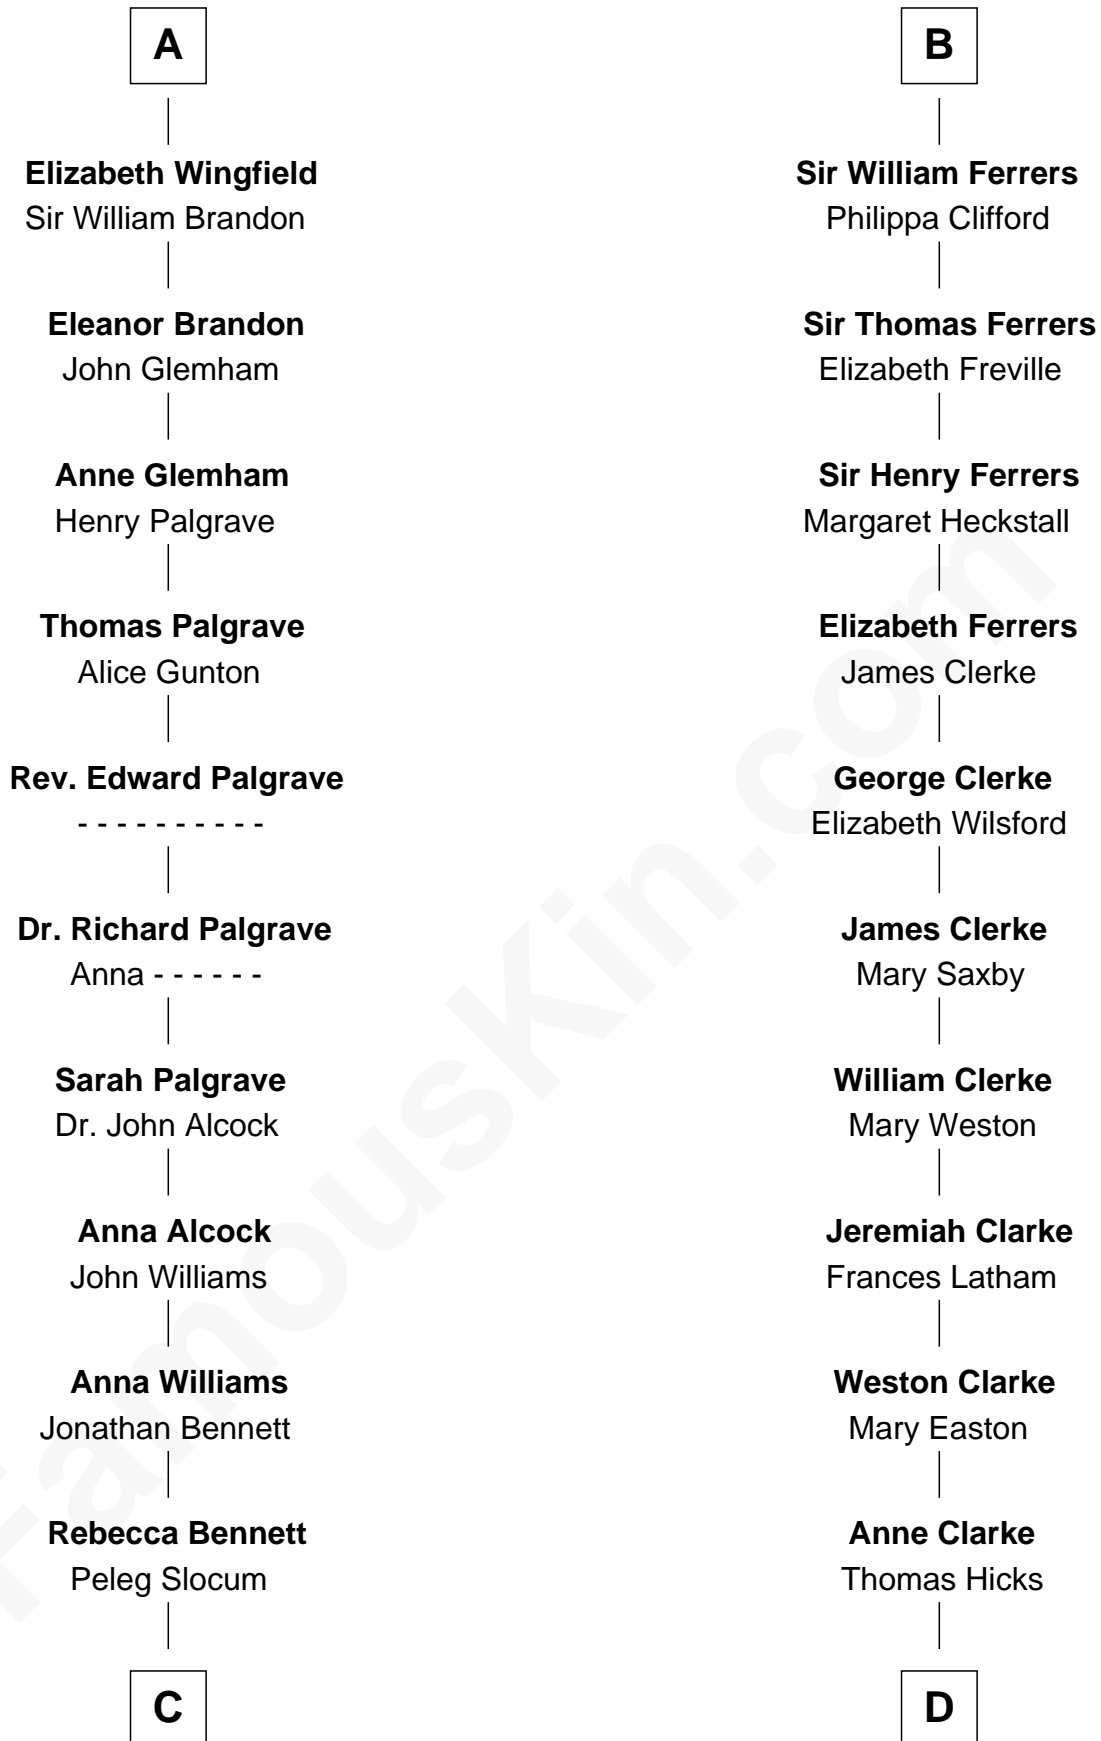 A
Elizabeth Wingfield
Sir William Brandon
Eleanor Brandon
John Glemham
Anne Glemham
Henry Palgrave
Thomas Palgrave
Alice Gunton
Rev. Edward Palgrave
- - - - - - - - - -
Dr. Richard Palgrave
Anna - - - - - -
Sarah Palgrave
Dr. John Alcock
Anna Alcock
John Williams
Anna Williams
Jonathan Bennett
Rebecca Bennett
Peleg Slocum
C
B
Sir William Ferrers
Philippa Clifford
Sir Thomas Ferrers
Elizabeth Freville
Sir Henry Ferrers
Margaret Heckstall
Elizabeth Ferrers
James Clerke
George Clerke
Elizabeth Wilsford
James Clerke
Mary Saxby
William Clerke
Mary Weston
Jeremiah Clarke
Frances Latham
Weston Clarke
Mary Easton
Anne Clarke
Thomas Hicks
D
FamousKin.com